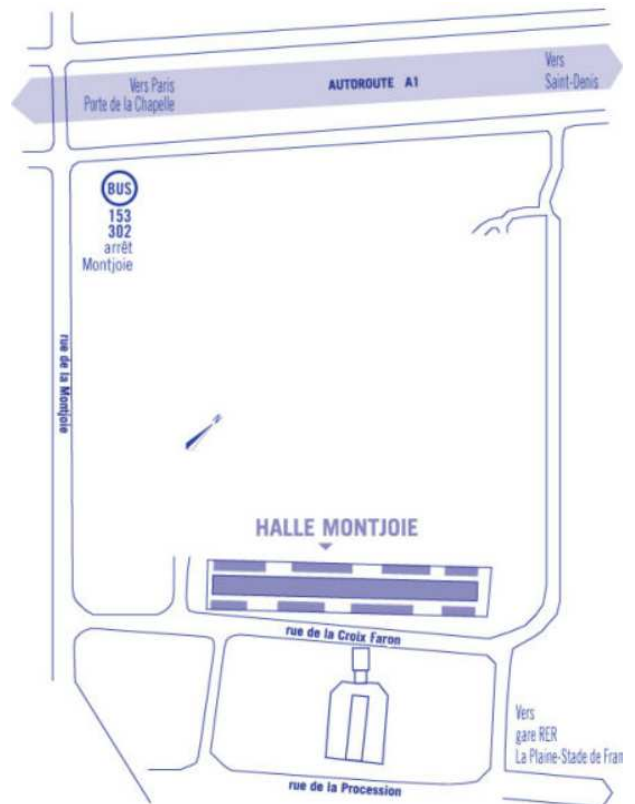 Vers Paris
Porte de la Chapelle
AUTOROUTE A1
Vers
Saint-Denis
BUS
153
302
arrêt
Montjoie
rue de la Montjoie
N
HALLE MONTJOIE
rue de la Croix Faron
Vers
gare RER
La Plaine-Stade de Fran
rue de la Procession